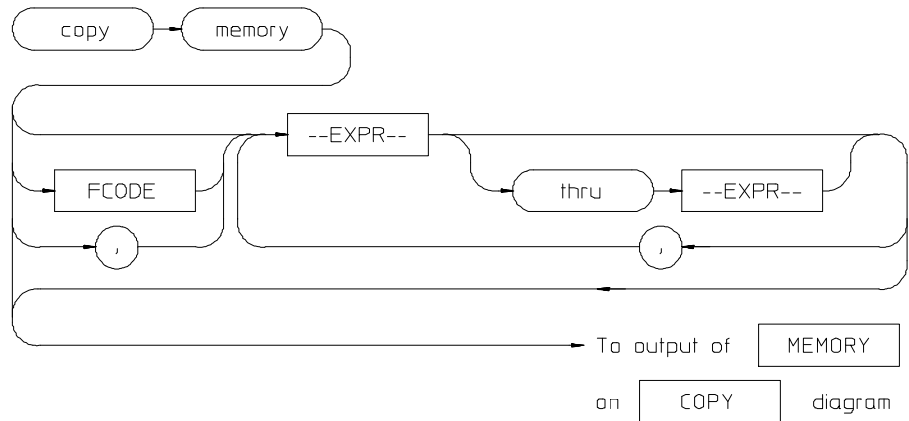 copy memory
--EXPR--
FCODE thru --EXPR--
, ,
To output of MEMORY
on COPY diagram